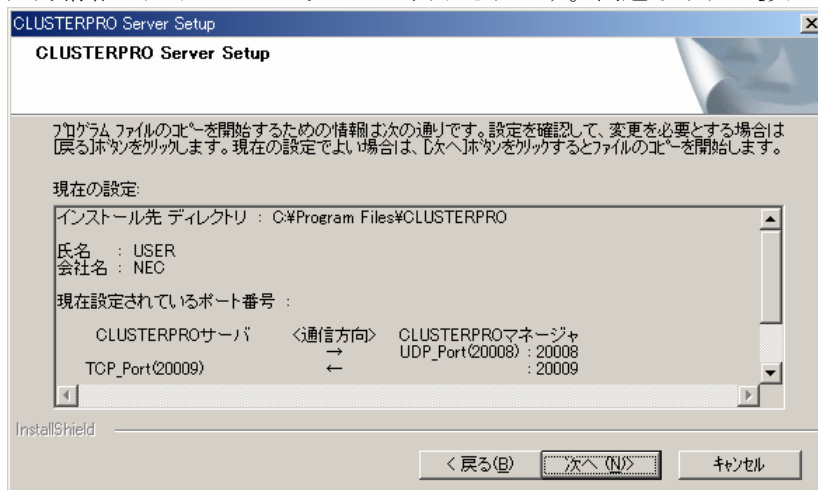 CLUSTERPRO Server Setup
CLUSTERPRO Server Setup
プログラム ファイルのコピーを開始するための情報は次の通りです。設定を確認して、変更を必要とする場合は
[戻る]ボタンをクリックします。現在の設定でよい場合は、[次へ]ボタンをクリックするとファイルのコピーを開始します。
現在の設定:
インストール先 ディレクトリ : C:¥Program Files¥CLUSTERPRO
氏名 : USER
会社名 : NEC
現在設定されているポート番号 :
CLUSTERPROサーバ <通信方向> CLUSTERPROマネージャ
→ UDP_Port(20008) : 20008
TCP_Port(20009) ← : 20009
InstallShield
< 戻る(B) 次へ (N)> キャンセル